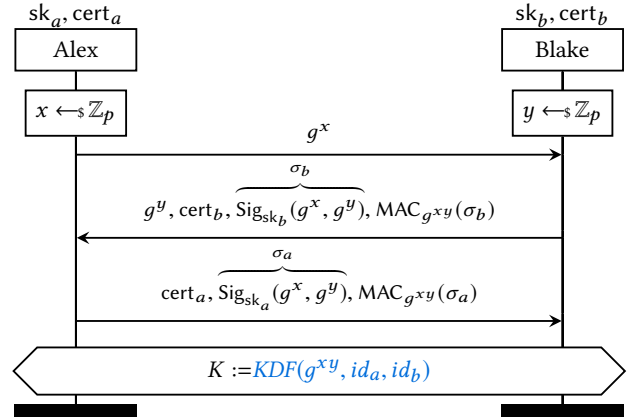 sk_a, cert_a sk_b, cert_b
Alex Blake
x ←$ ℤ_p y ←$ ℤ_p
g^x
σ_b
g^y, cert_b, Sig_{sk_b}(g^x, g^y), MAC_{g^{xy}}(σ_b)
σ_a
cert_a, Sig_{sk_a}(g^x, g^y), MAC_{g^{xy}}(σ_a)
K := KDF(g^{xy}, id_a, id_b)